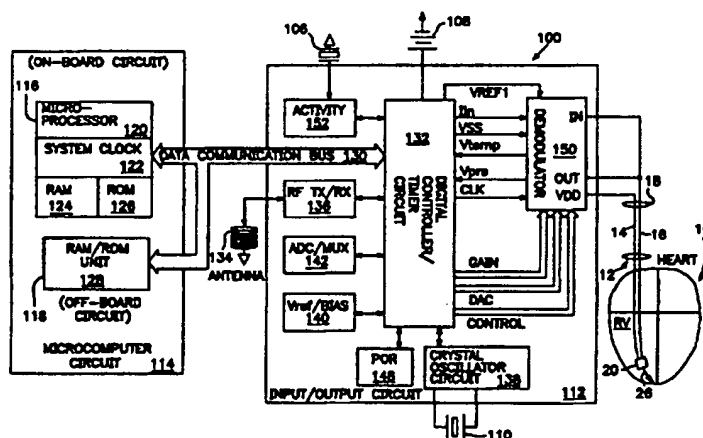 (ON-BOARD CIRCUIT)
116
MICRO-
PROCESSOR
120
SYSTEM CLOCK
122
RAM
124
ROM
126
DATA COMMUNICATION BUS 130
RAM/ROM
UNIT
128
118
(OFF-BOARD
CIRCUIT)
MICROCOMPUTER
CIRCUIT
114
106
108
100
ACTIVITY
152
RF TX/RX
136
134
ANTENNA
ADC/MUX
142
Vref/BIAS
140
132
DIGITAL
CONTROLLER/
TIMER
CIRCUIT
VREF1
Iin
VSS
Vtemp
Vprs
CLK
GAIN
DAC
CONTROL
DEMODULATOR
150
IN
OUT
VDD
POR
148
CRYSTAL
OSCILLATOR
CIRCUIT
138
INPUT/OUTPUT CIRCUIT
112
110
18
14
16
12
HEART
RV
20
26